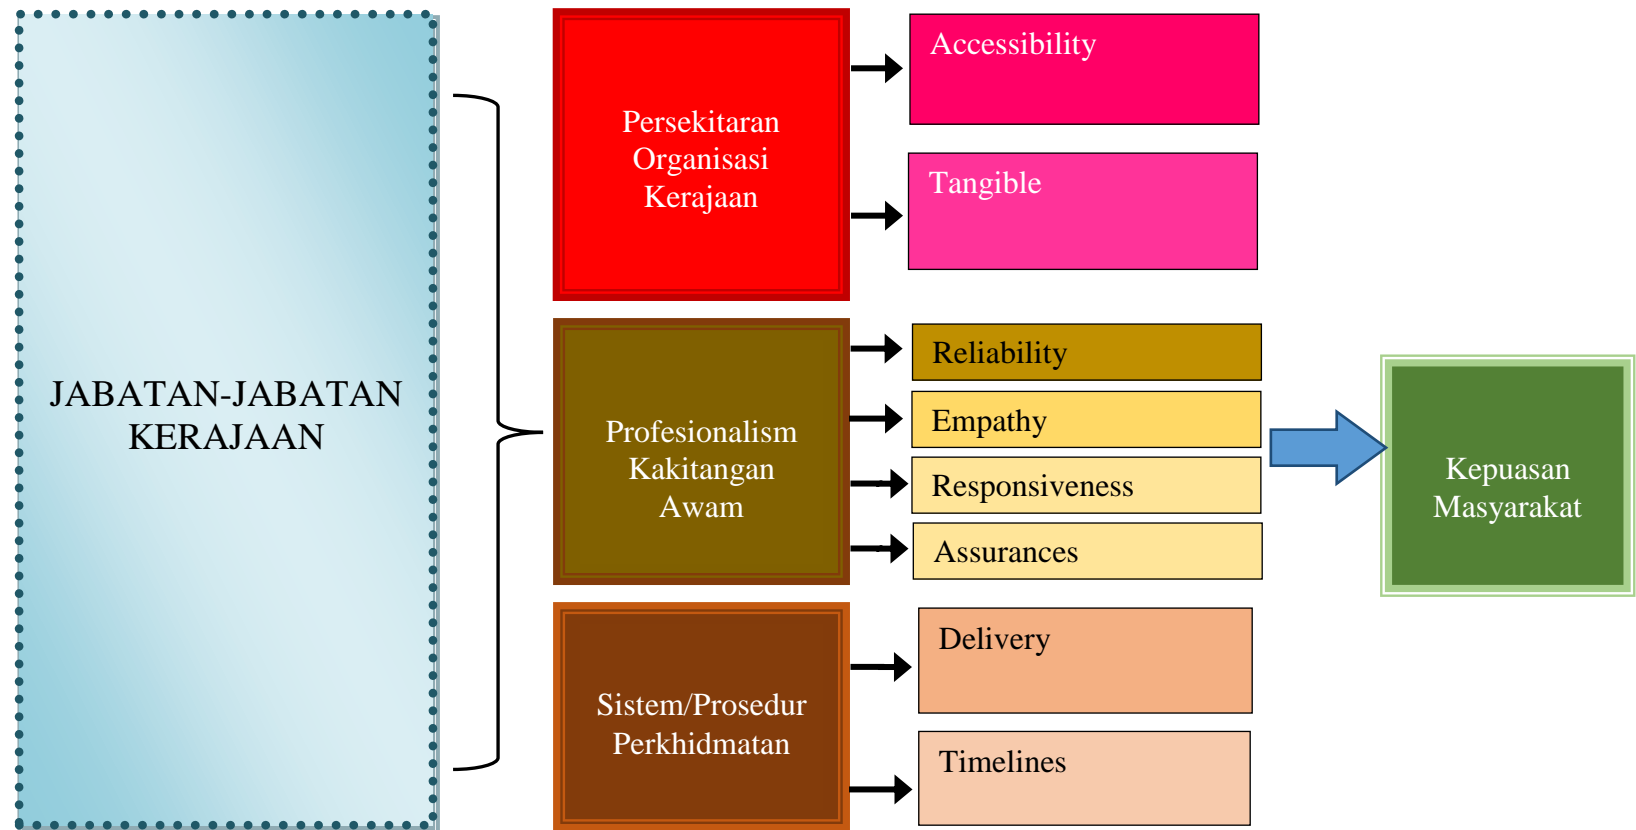 JABATAN-JABATAN
KERAJAAN
Persekitaran
Organisasi
Kerajaan
Accessibility
Tangible
Profesionalism
Kakitangan
Awam
Reliability
Empathy
Responsiveness
Assurances
Sistem/Prosedur
Perkhidmatan
Delivery
Timelines
Kepuasan
Masyarakat